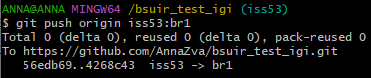 ANNA@ANNA MINGW64 /bsuir_test_igi (iss53)
$ git push origin iss53:br1
Total 0 (delta 0), reused 0 (delta 0), pack-reused 0
To https://github.com/AnnaZva/bsuir_test_igi.git
56edb69..4268c43 iss53 -> br1